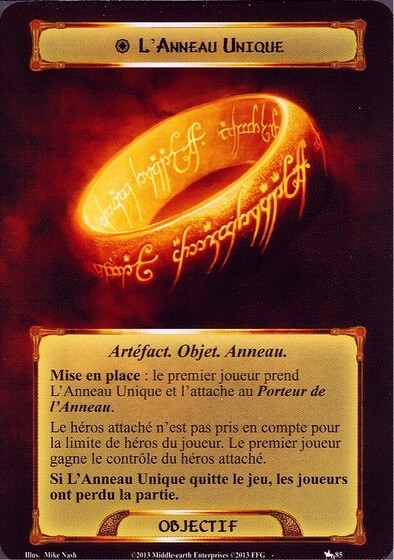 L'Anneau Unique
Artéfact. Objet. Anneau.
Mise en place : le premier joueur prend
L'Anneau Unique et l'attache au Porteur de
l'Anneau.
Le héros attaché n'est pas pris en compte pour
la limite de héros du joueur. Le premier joueur
gagne le contrôle du héros attaché.
Si L'Anneau Unique quitte le jeu, les joueurs
ont perdu la partie.
OBJECTIF
Illus. Mike Nash ©2013 Middle-earth Enterprises ©2013 FFG 85